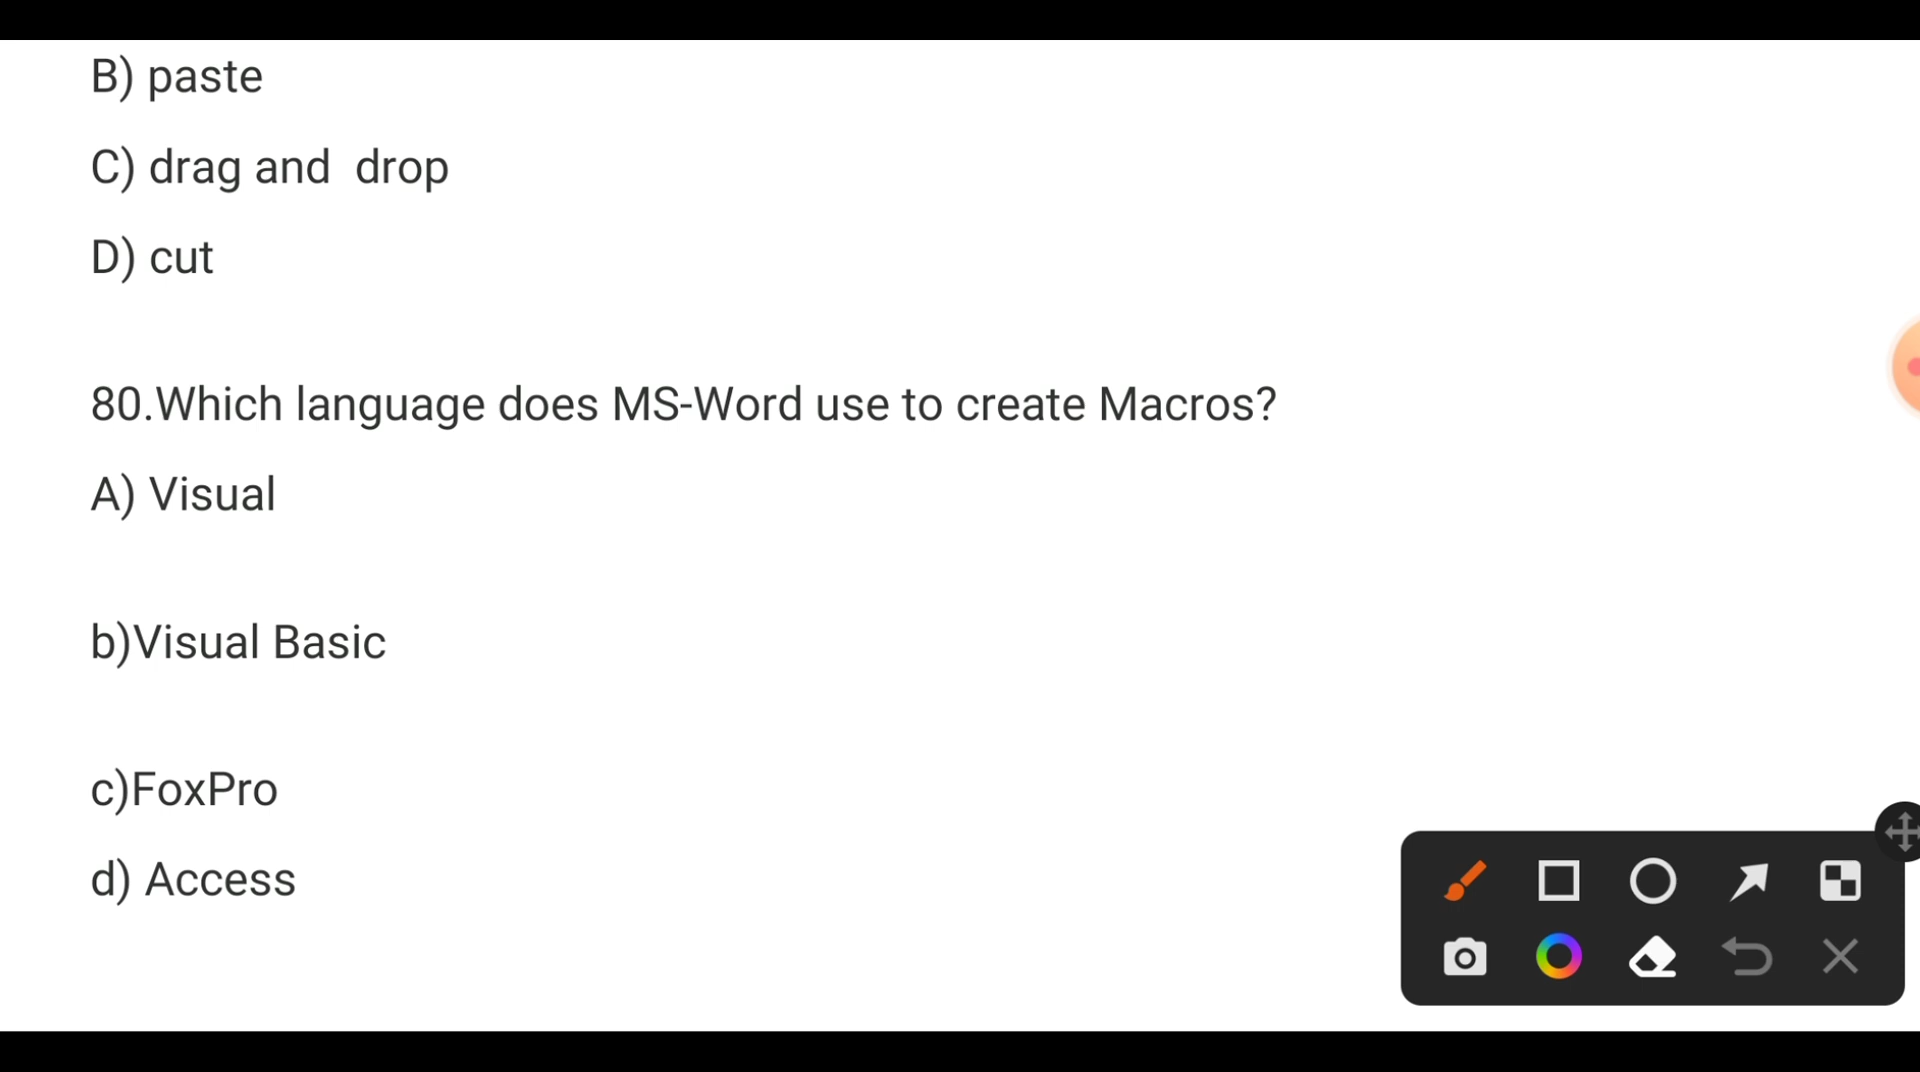 B) paste
C) drag and  drop
D) cut
80.Which language does MS-Word use to create Macros?
A) Visual
b)Visual Basic
c)FoxPro
d) Access